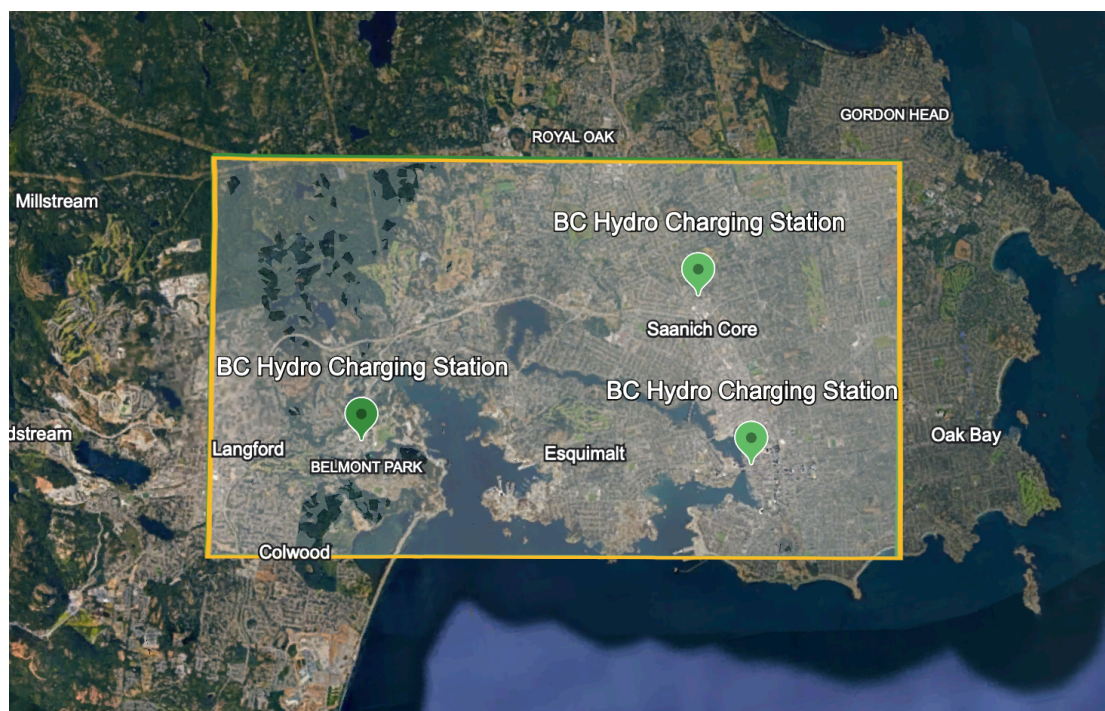 GORDON HEAD
ROYAL OAK
Millstream
BC Hydro Charging Station
Saanich Core
BC Hydro Charging Station
BC Hydro Charging Station
dstream
Langford
Esquimalt
Oak Bay
BELMONT PARK
Colwood